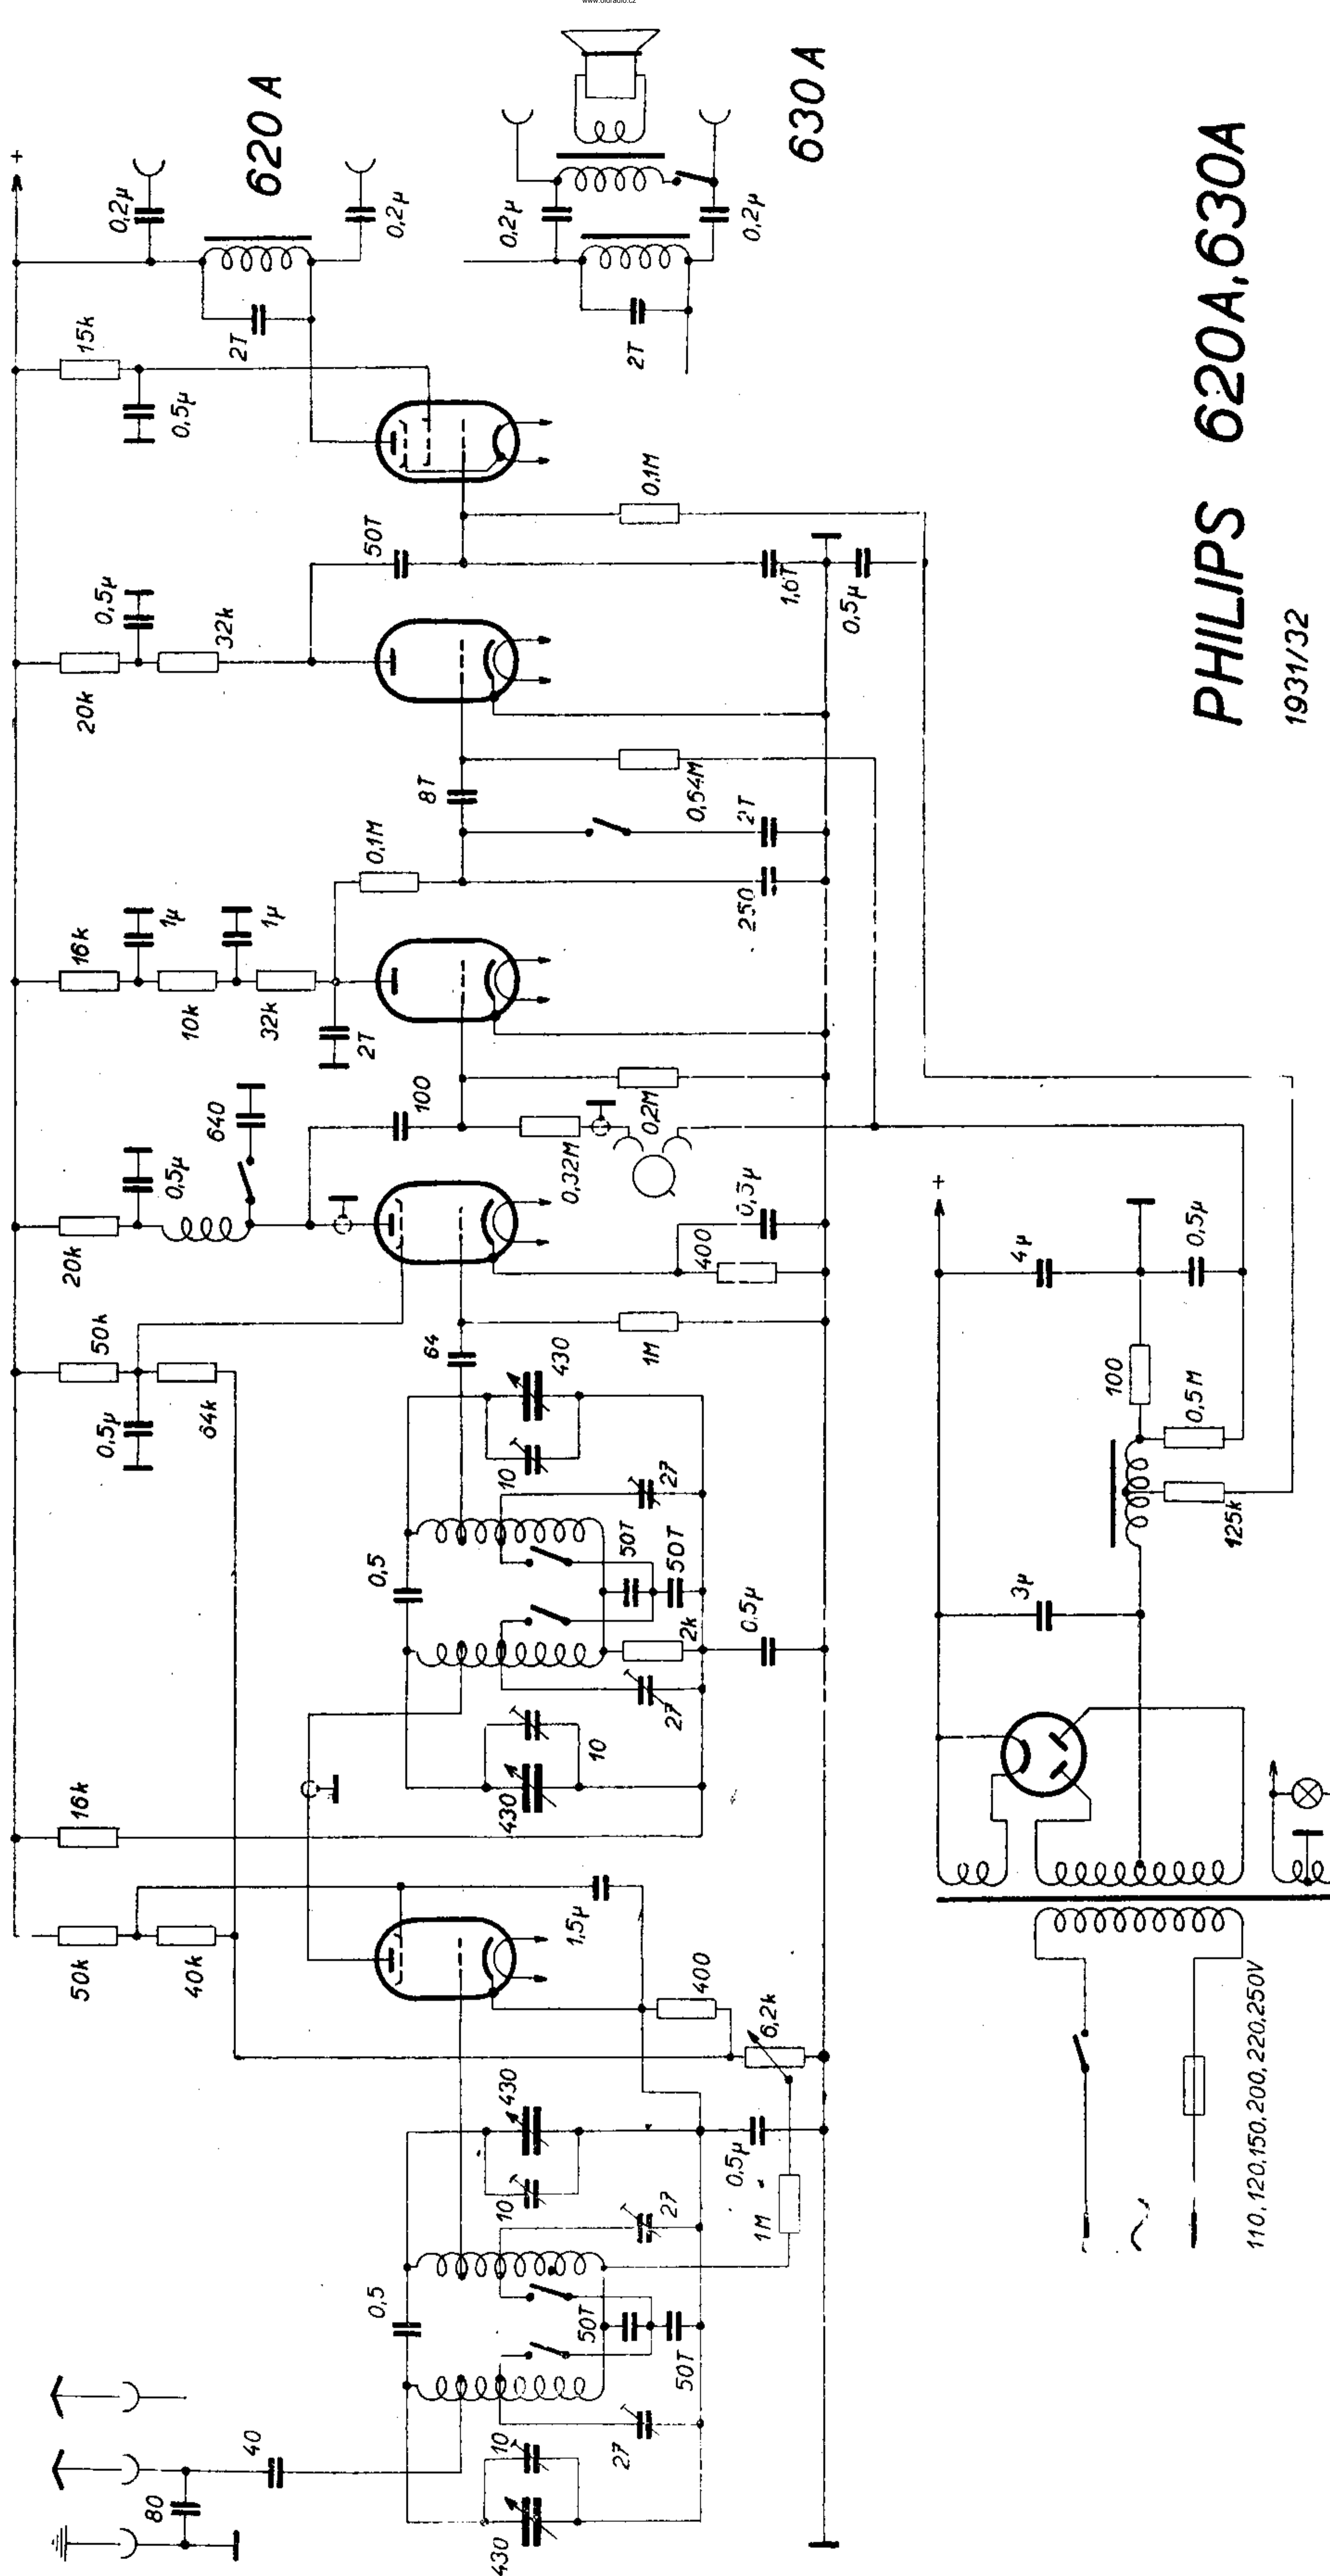 www.oldradio.cz
+
0,2µ
620 A
0,2µ
15k
2T
0,5µ
0,2µ
630 A
0,2µ
2T
50T
0,1M
1,6T
0,5µ
0,5µ
20k
32k
8T
0,64M
2T
0,1M
250
16k
1µ
1µ
10k
32k
2T
640
100
0,2M
0,32M
0,5µ
20k
400
0,5µ
50k
64k
0,5µ
64
1M
430
10
27
0,5
50T
50T
2k
0,5µ
27
10
430
16k
50k
40k
1,5µ
400
6,2k
430
10
27
0,5µ
1M
0,5
50T
50T
27
10
430
40
80
+
4µ
0,5µ
100
0,5M
125k
3µ
110,120,150,200,220,250V
PHILIPS 620A,630A
1931/32